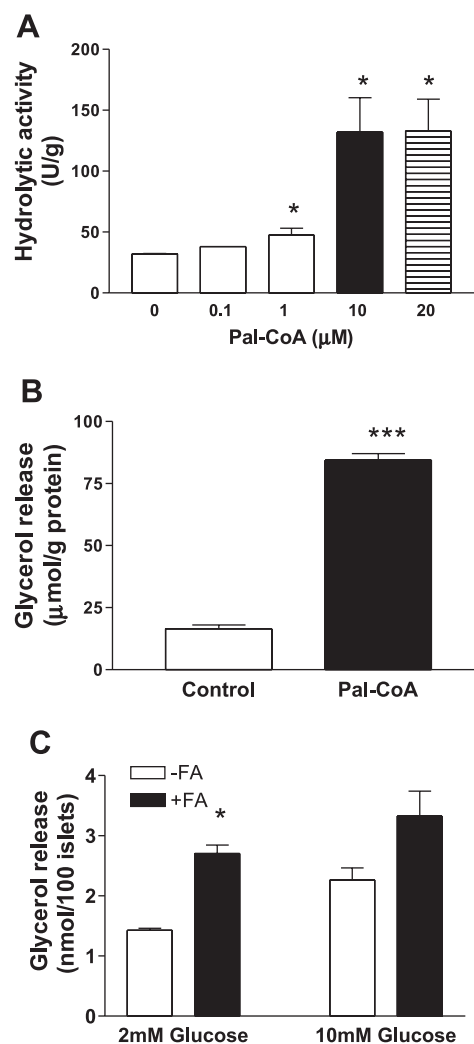 A
Hydrolytic activity
(U/g)
200
150
100
50
0
*
*
*
0 0.1 1 10 20
Pal-CoA (μM)
B
Glycerol release
(μmol/g protein)
100
75
50
25
0
***
Control Pal-CoA
C
Glycerol release
(nmol/100 islets)
4
3
2
1
0
-FA
+FA
*
2mM Glucose 10mM Glucose